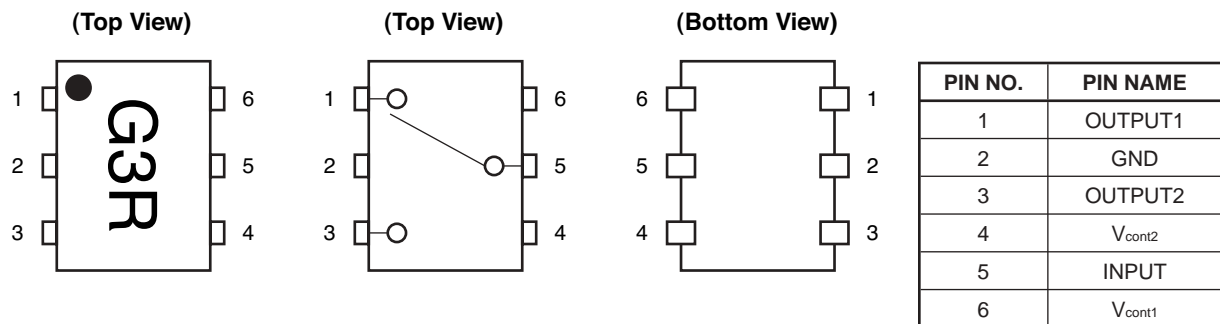 (Top View)
1
2
3
G3R
6
5
4
(Top View)
1
2
3
6
5
4
(Bottom View)
6
5
4
1
2
3
PIN NO. PIN NAME
1 OUTPUT1
2 GND
3 OUTPUT2
4 Vcont2
5 INPUT
6 Vcont1